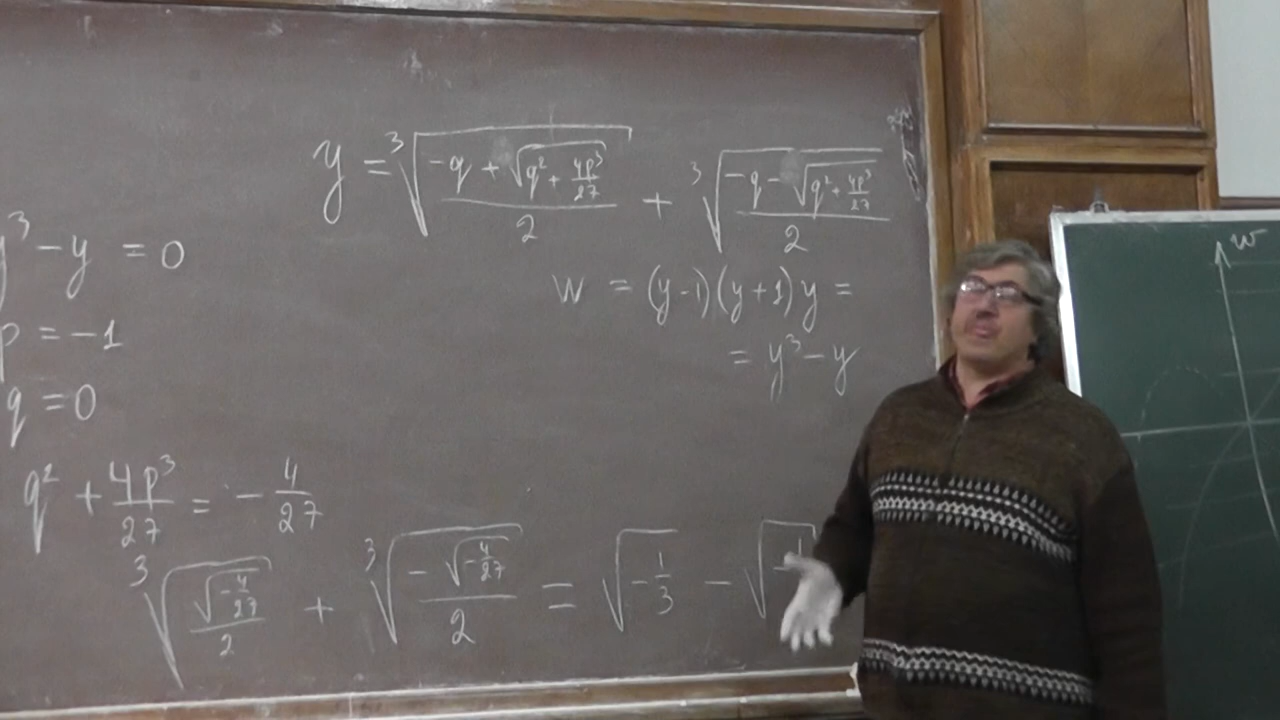 y = ∛((-q + √(q² + 4p³/27))/2) + ∛((-q - √(q² + 4p³/27))/2)
y³ - y = 0
w = (y-1)(y+1)y =
= y³ - y
p = -1
q = 0
q² + 4p³/27 = - 4/27
∛(√(-4/27)/2) + ∛(-√(-4/27)/2) = √(-1/3) - √
w